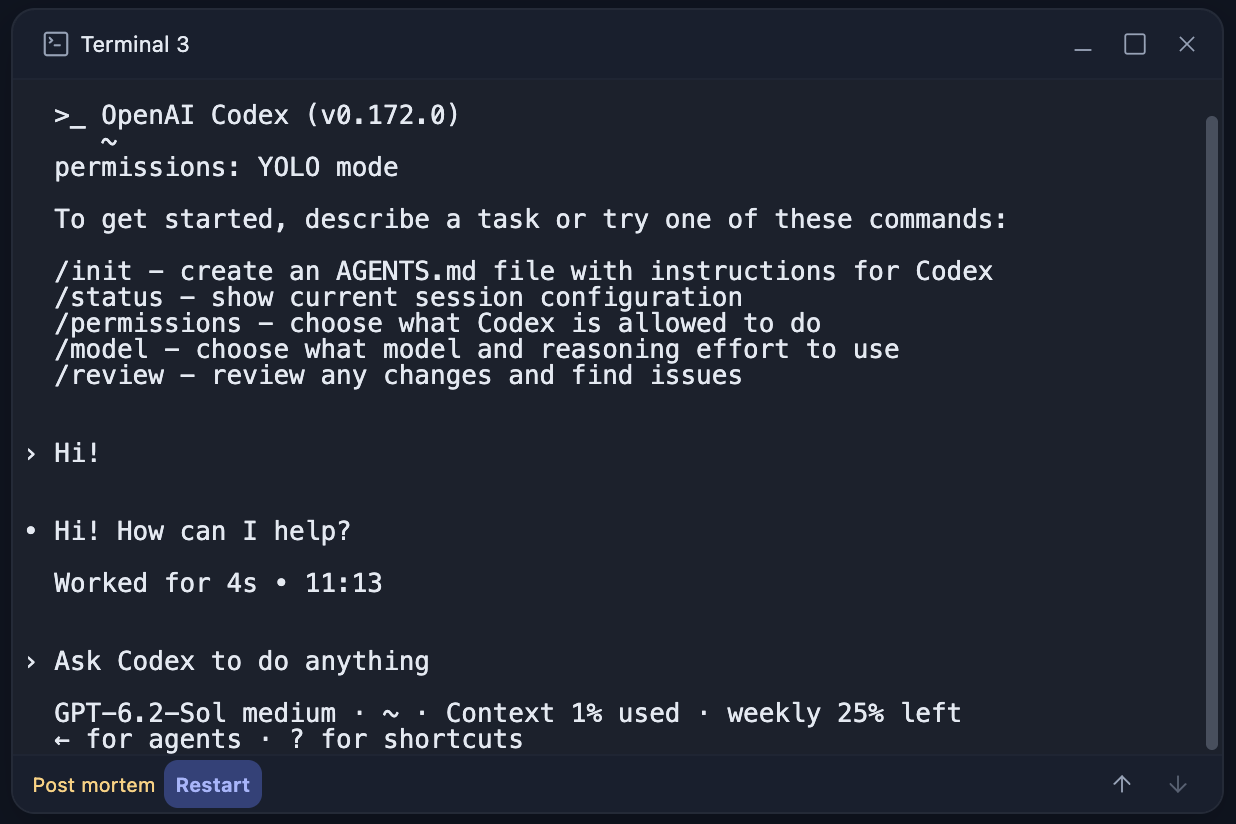 Terminal 3
>_ OpenAI Codex (v0.172.0)
~
permissions: YOLO mode
To get started, describe a task or try one of these commands:
/init – create an AGENTS.md file with instructions for Codex
/status – show current session configuration
/permissions – choose what Codex is allowed to do
/model – choose what model and reasoning effort to use
/review – review any changes and find issues
› Hi!
• Hi! How can I help?
Worked for 4s • 11:13
› Ask Codex to do anything
GPT-6.2-Sol medium · ~ · Context 1% used · weekly 25% left
← for agents · ? for shortcuts
Post mortem Restart